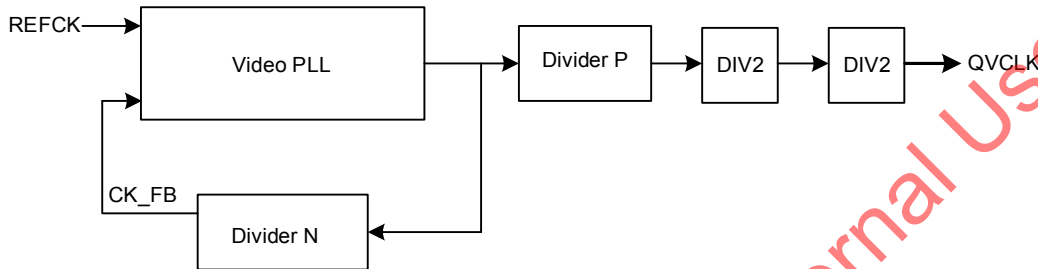 REFCK
Video PLL
Divider P
DIV2
DIV2
QVCLK
CK_FB
Divider N